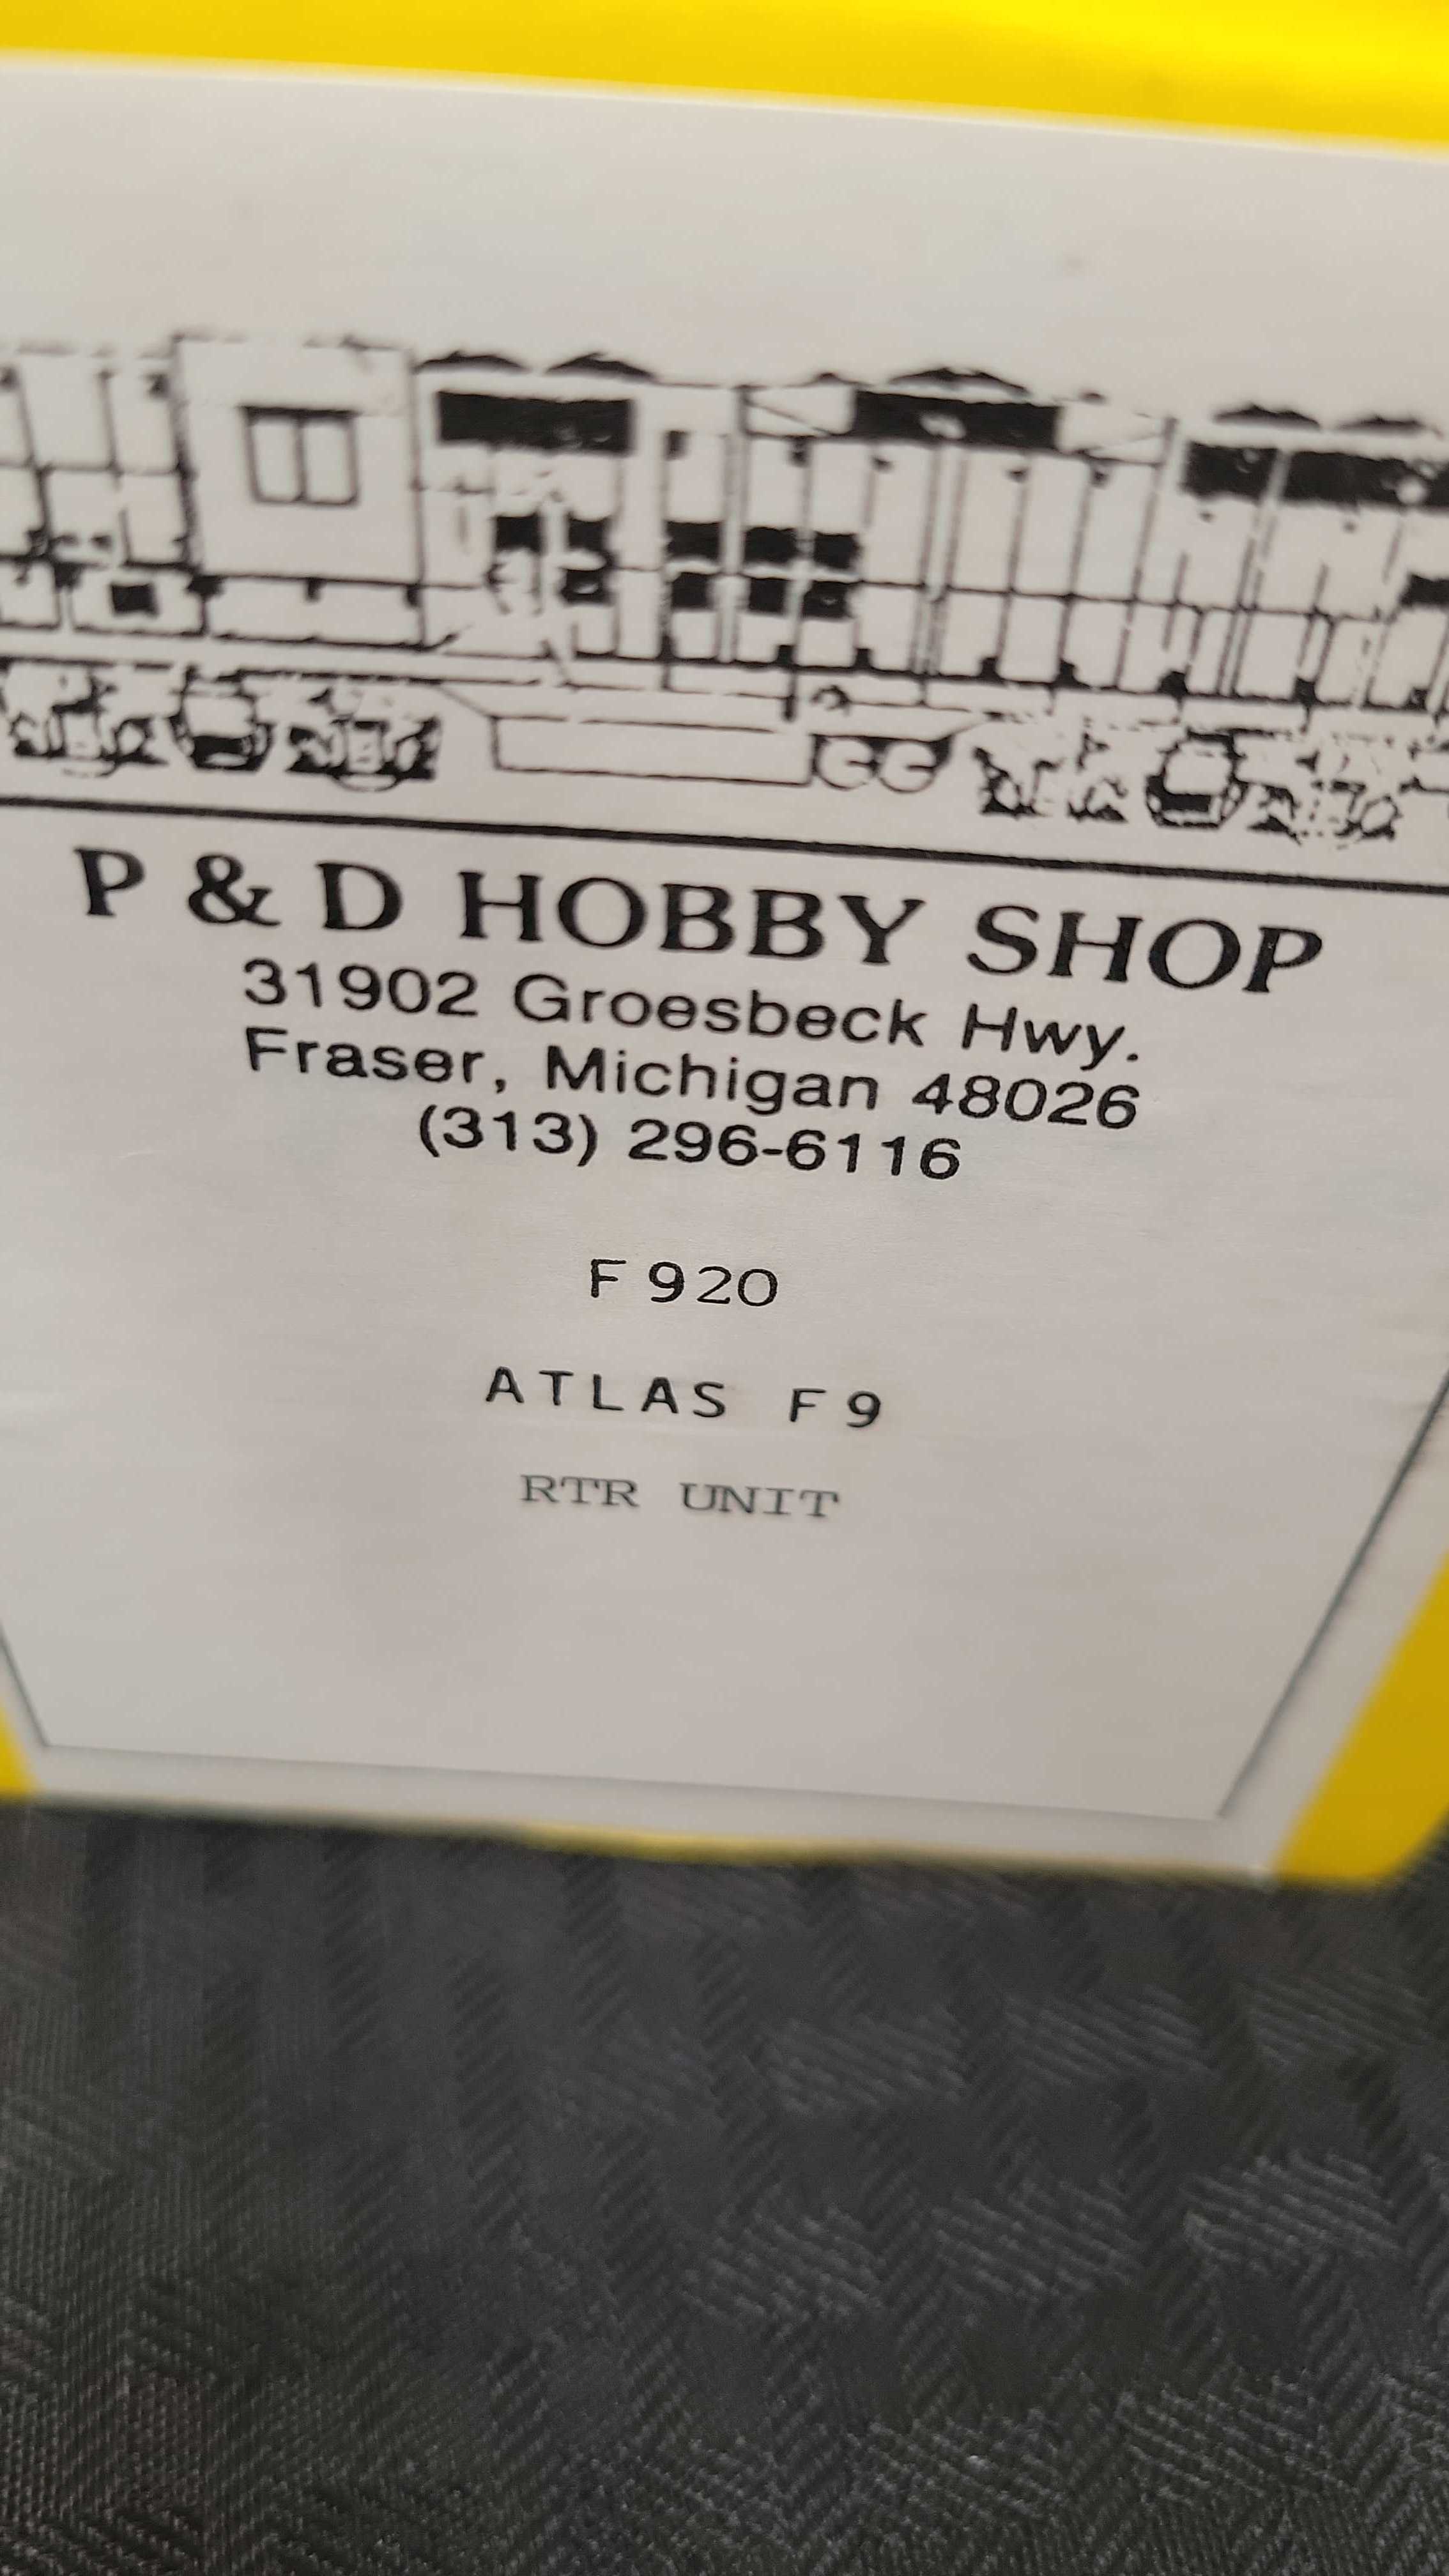 P & D HOBBY SHOP
31902 Groesbeck Hwy.
Fraser, Michigan 48026
(313) 296-6116
F920
ATLAS F9
RTR UNIT